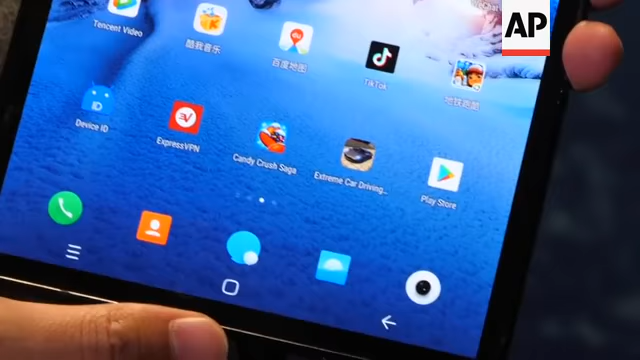 AP
Tencent Video
酷我音乐
百度地图
TikTok
地铁跑酷
ID
Device ID
ExpressVPN
Candy Crush Saga
Extreme Car Driving...
Play Store